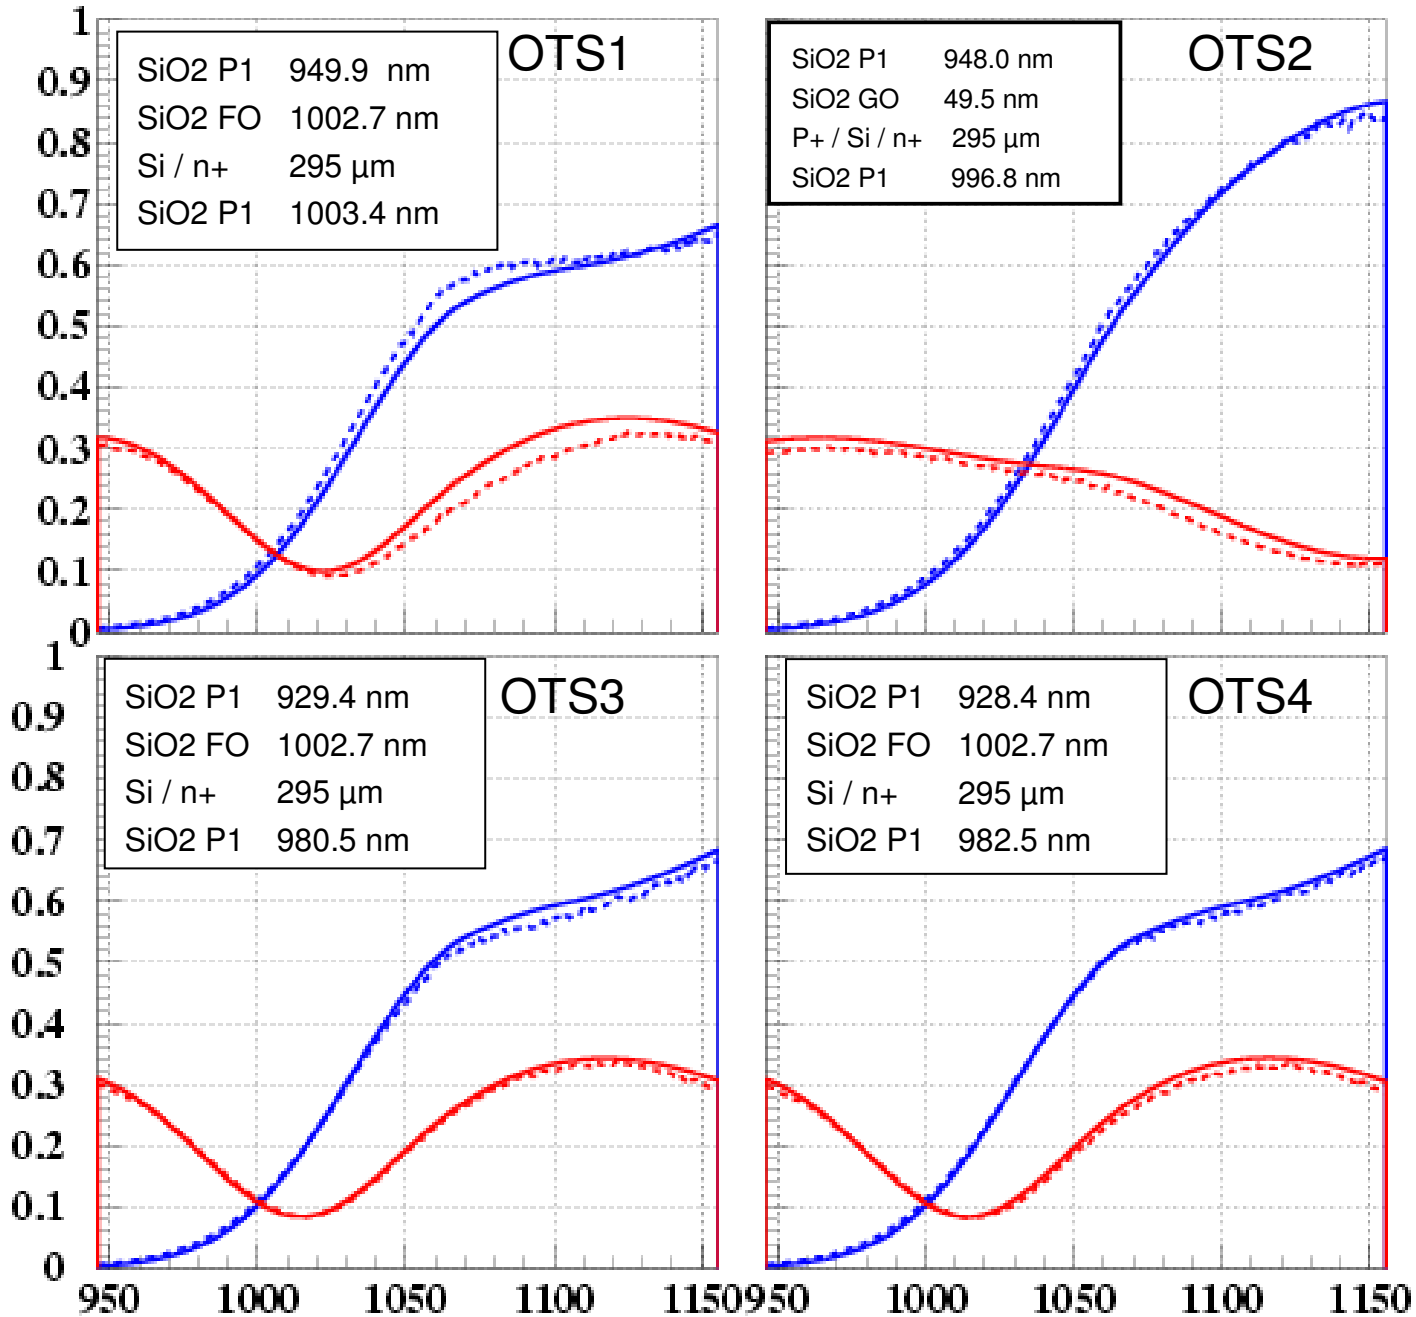 1
0.9
0.8
0.7
0.6
0.5
0.4
0.3
0.2
0.1
0
OTS1
SiO2 P1 949.9 nm
SiO2 FO 1002.7 nm
Si / n+ 295 µm
SiO2 P1 1003.4 nm
OTS2
SiO2 P1 948.0 nm
SiO2 GO 49.5 nm
P+ / Si / n+ 295 µm
SiO2 P1 996.8 nm
1
0.9
0.8
0.7
0.6
0.5
0.4
0.3
0.2
0.1
0
OTS3
SiO2 P1 929.4 nm
SiO2 FO 1002.7 nm
Si / n+ 295 µm
SiO2 P1 980.5 nm
OTS4
SiO2 P1 928.4 nm
SiO2 FO 1002.7 nm
Si / n+ 295 µm
SiO2 P1 982.5 nm
950 1000 1050 1100 1150 950 1000 1050 1100 1150